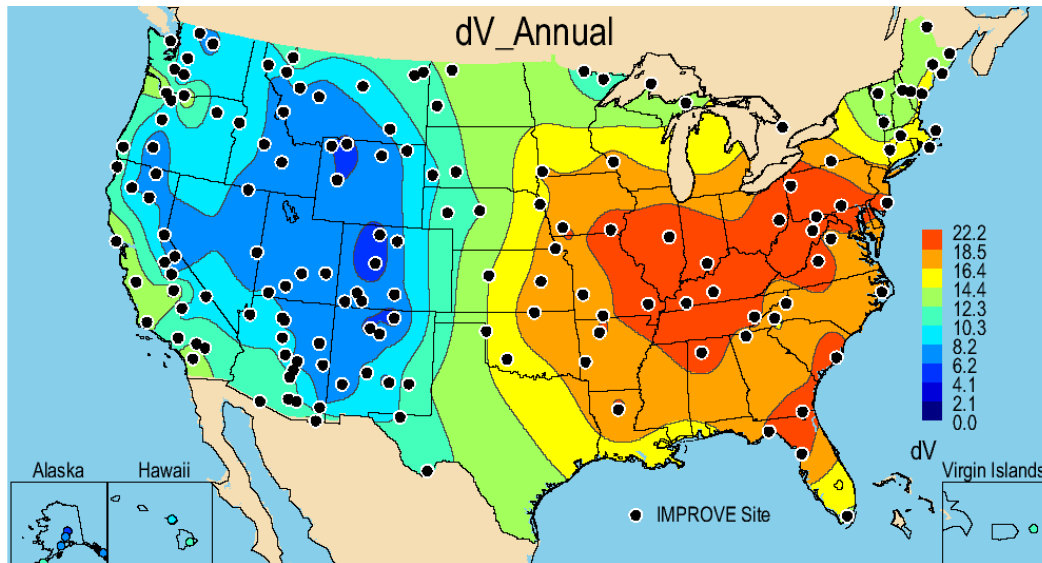 dV_Annual
22.2
18.5
16.4
14.4
12.3
10.3
8.2
6.2
4.1
2.1
0.0
dV
Alaska
Hawaii
Virgin Islands
IMPROVE Site